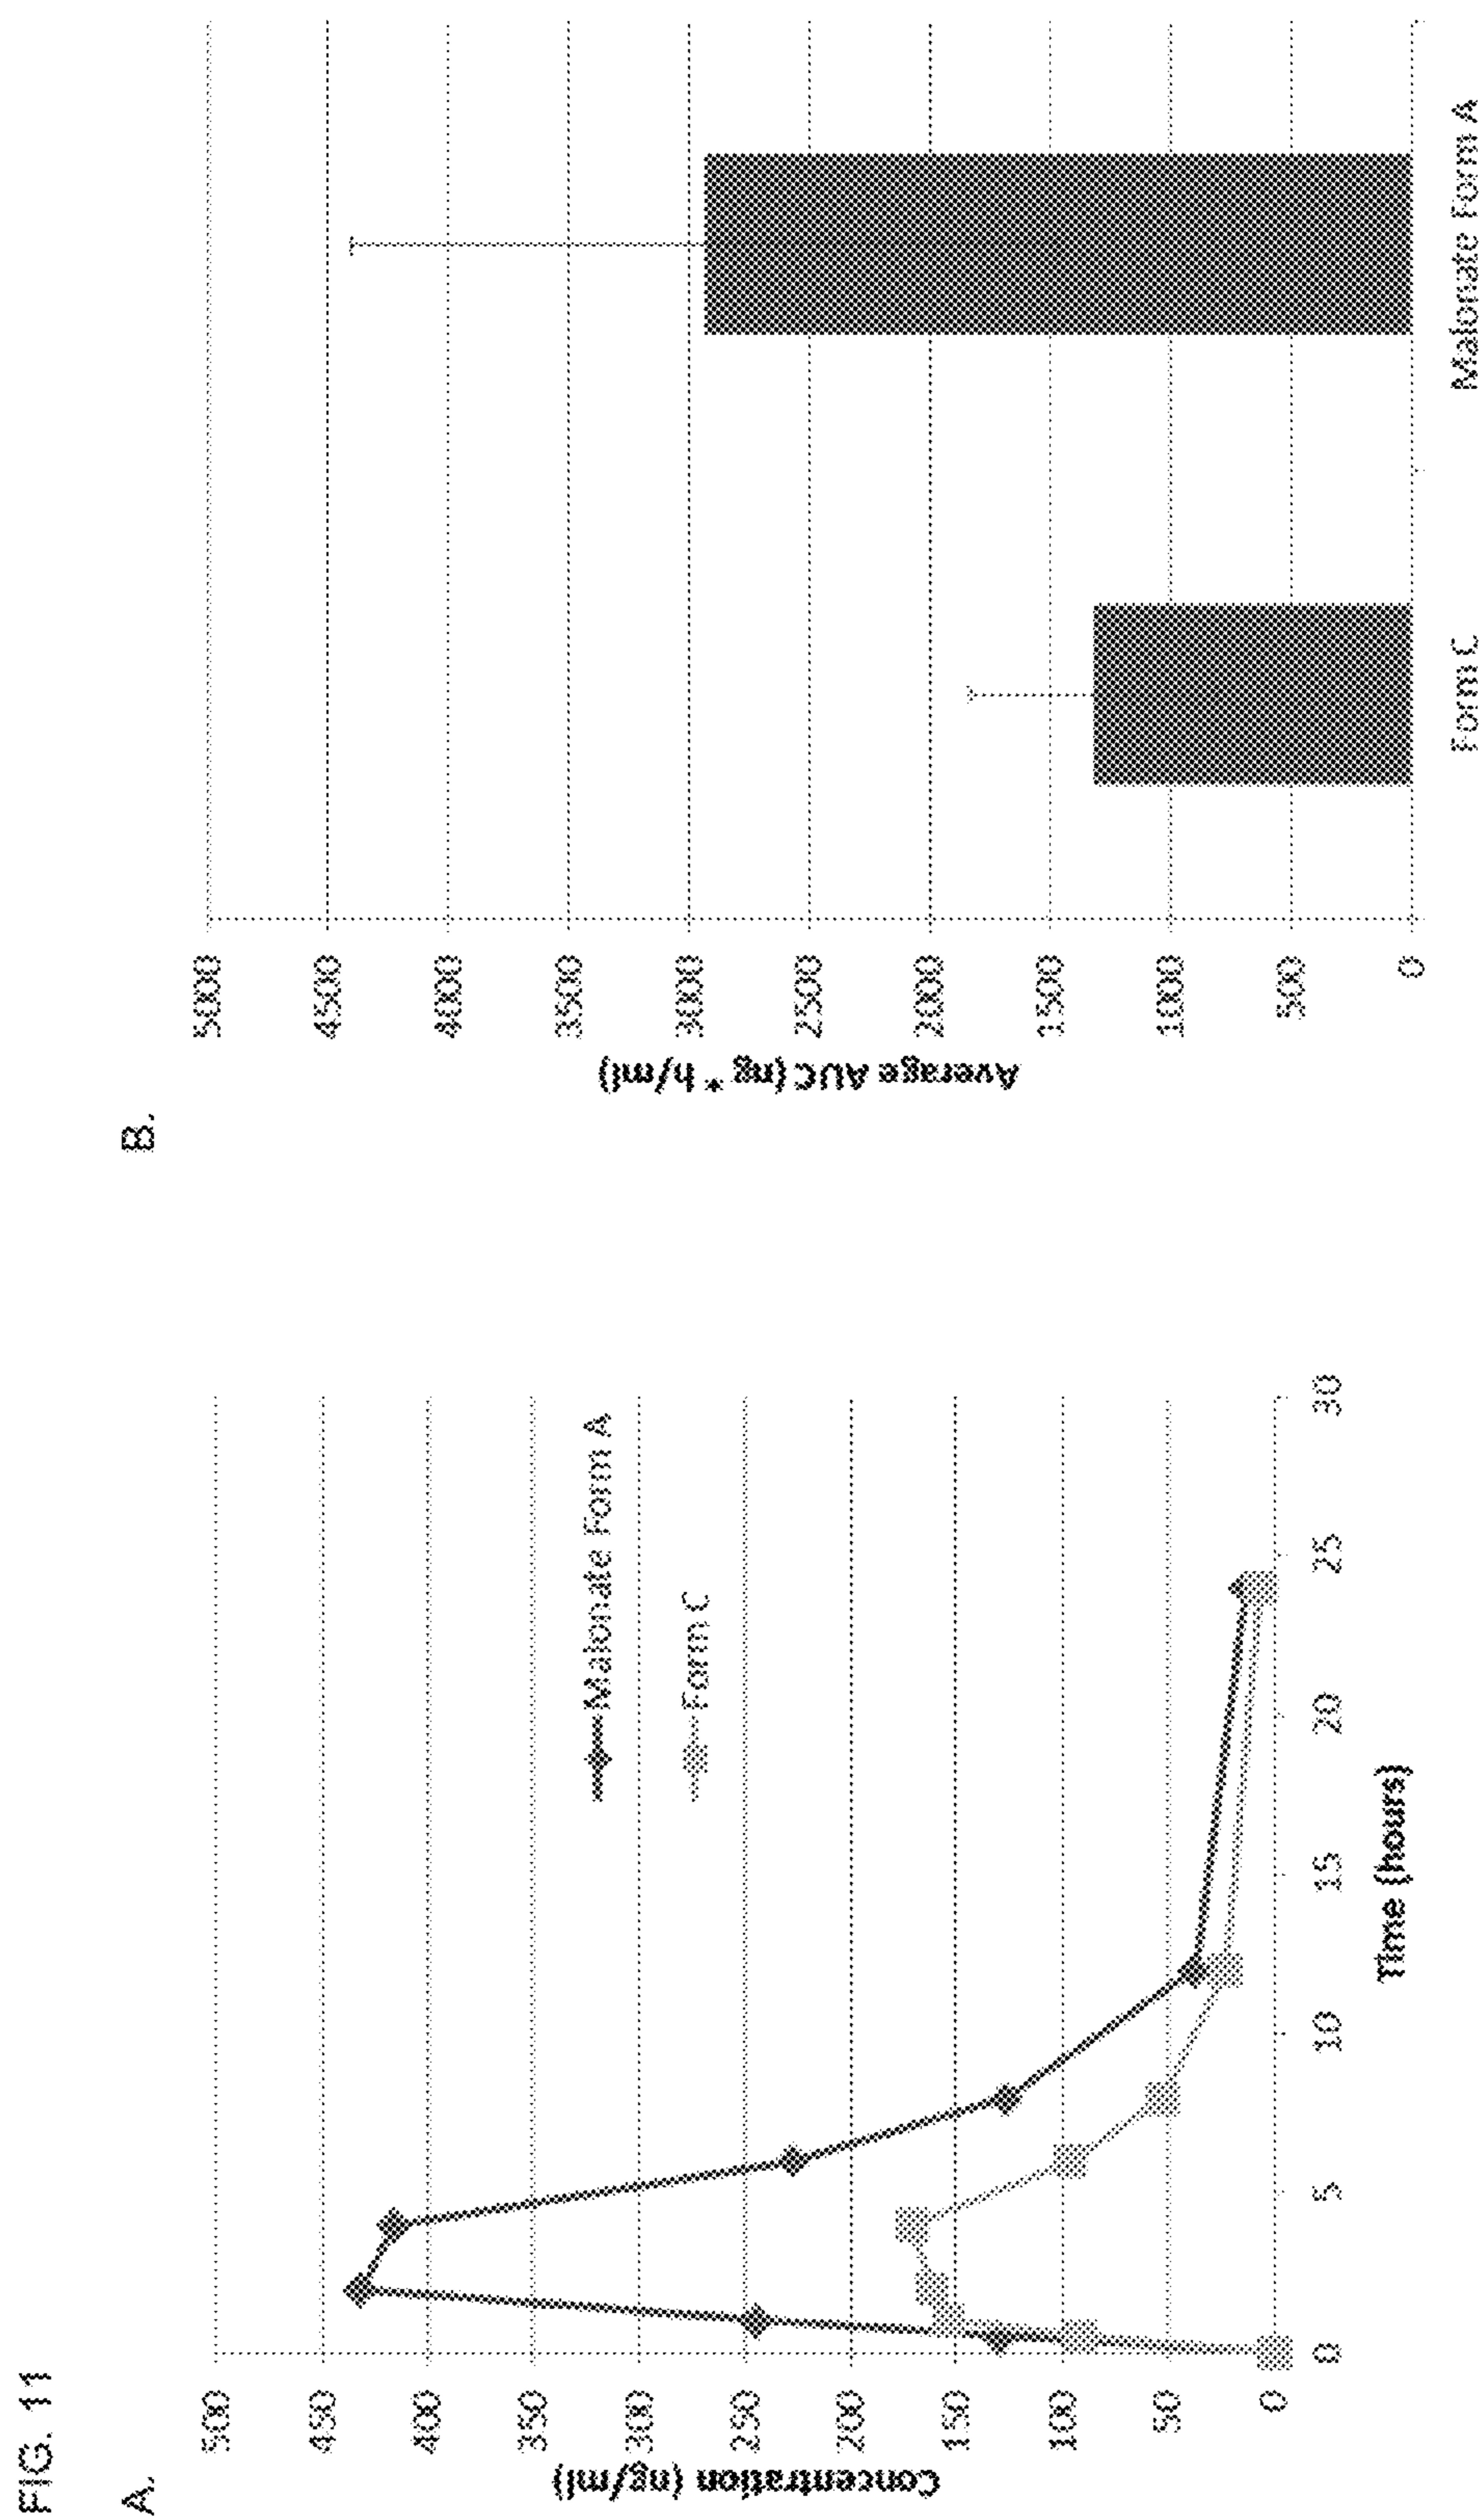 FIG. 11
A.
Concentration (ng/ml)
500
450
400
350
300
250
200
150
100
50
0
0 5 10 15 20 25 30
Time (hours)
Malonate Form A
Form C
B.
Average AUC (ng * h/ml)
5000
4500
4000
3500
3000
2500
2000
1500
1000
500
0
Form C Malonate Form A